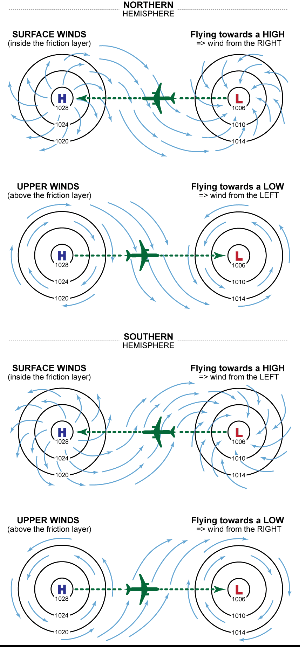 NORTHERN
HEMISPHERE
SURFACE WINDS
(inside the friction layer)
Flying towards a HIGH
=> wind from the RIGHT
H
1028
1024
1020
L
1006
1010
1014
UPPER WINDS
(above the friction layer)
Flying towards a LOW
=> wind from the LEFT
H
1028
1024
1020
L
1006
1010
1014
SOUTHERN
HEMISPHERE
SURFACE WINDS
(inside the friction layer)
Flying towards a HIGH
=> wind from the LEFT
H
1028
1024
1020
L
1006
1010
1014
UPPER WINDS
(above the friction layer)
Flying towards a LOW
=> wind from the RIGHT
H
1028
1024
1020
L
1006
1010
1014